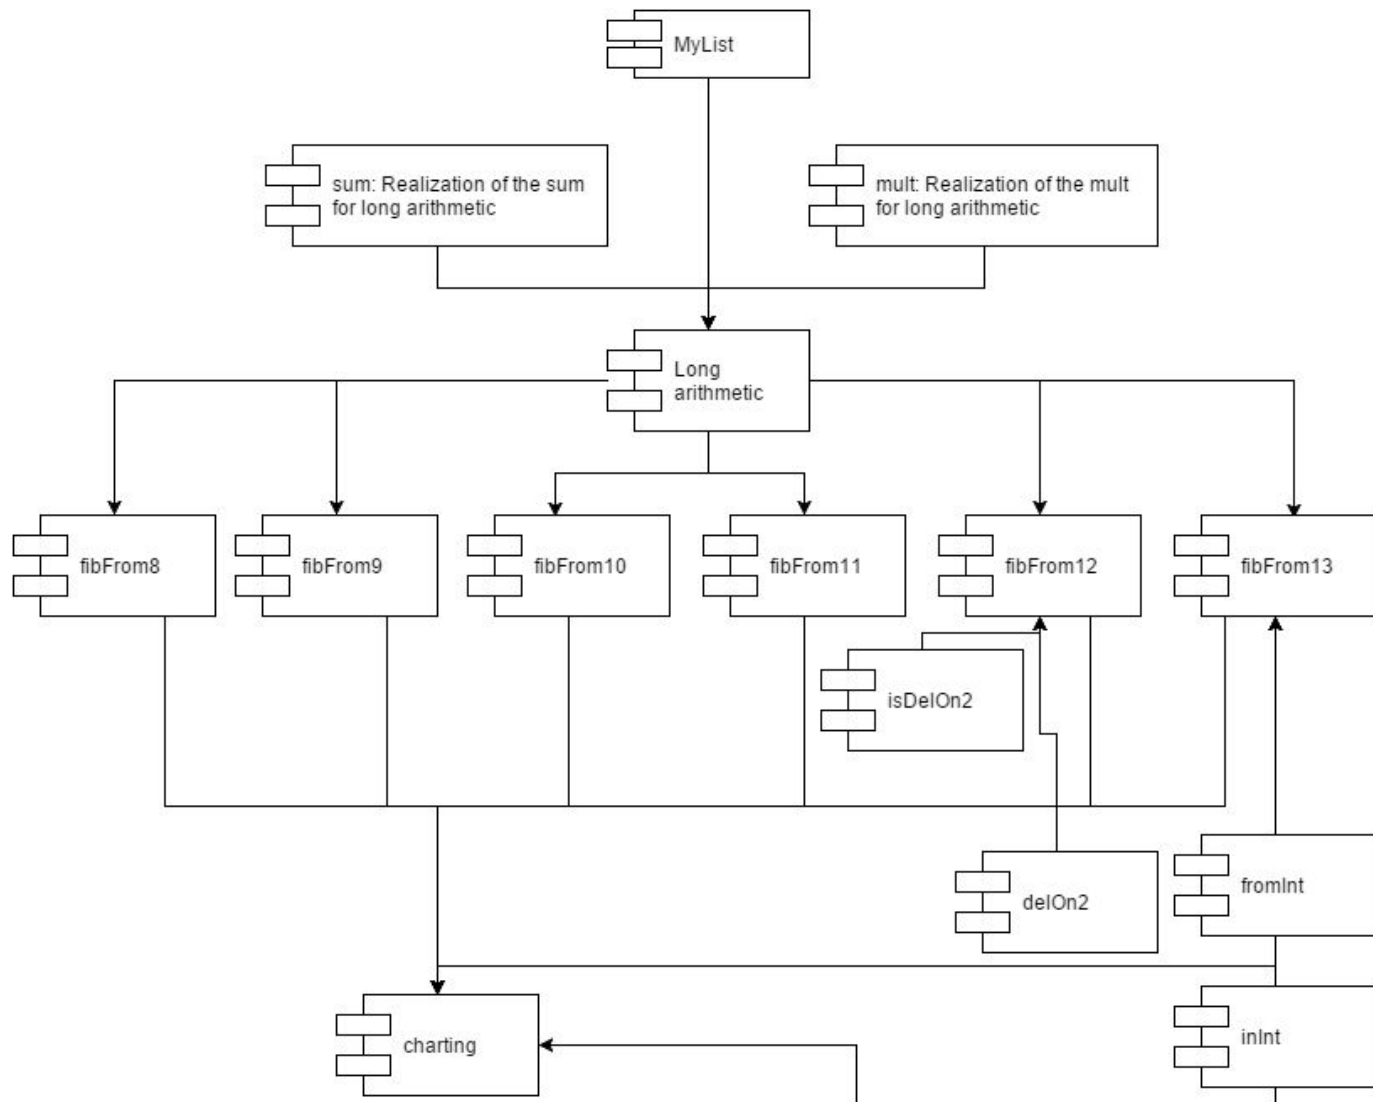 MyList
sum: Realization of the sum
for long arithmetic
mult: Realization of the mult
for long arithmetic
Long
arithmetic
fibFrom8
fibFrom9
fibFrom10
fibFrom11
fibFrom12
fibFrom13
isDelOn2
delOn2
fromInt
charting
inInt